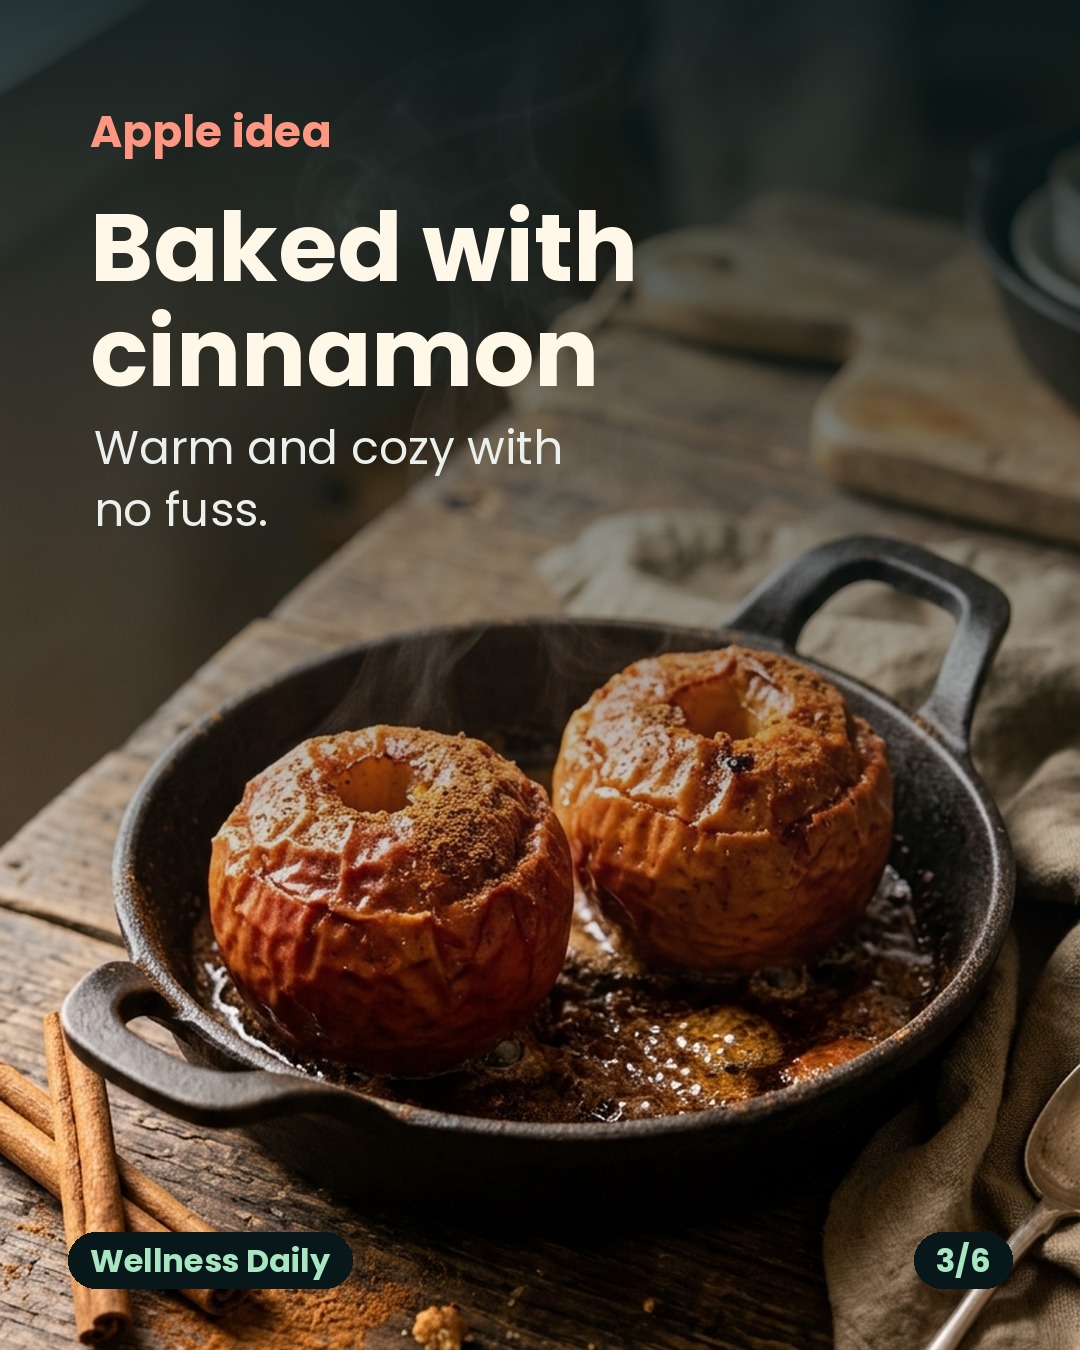 Apple idea
Baked with
cinnamon
Warm and cozy with
no fuss.
Wellness Daily
3/6